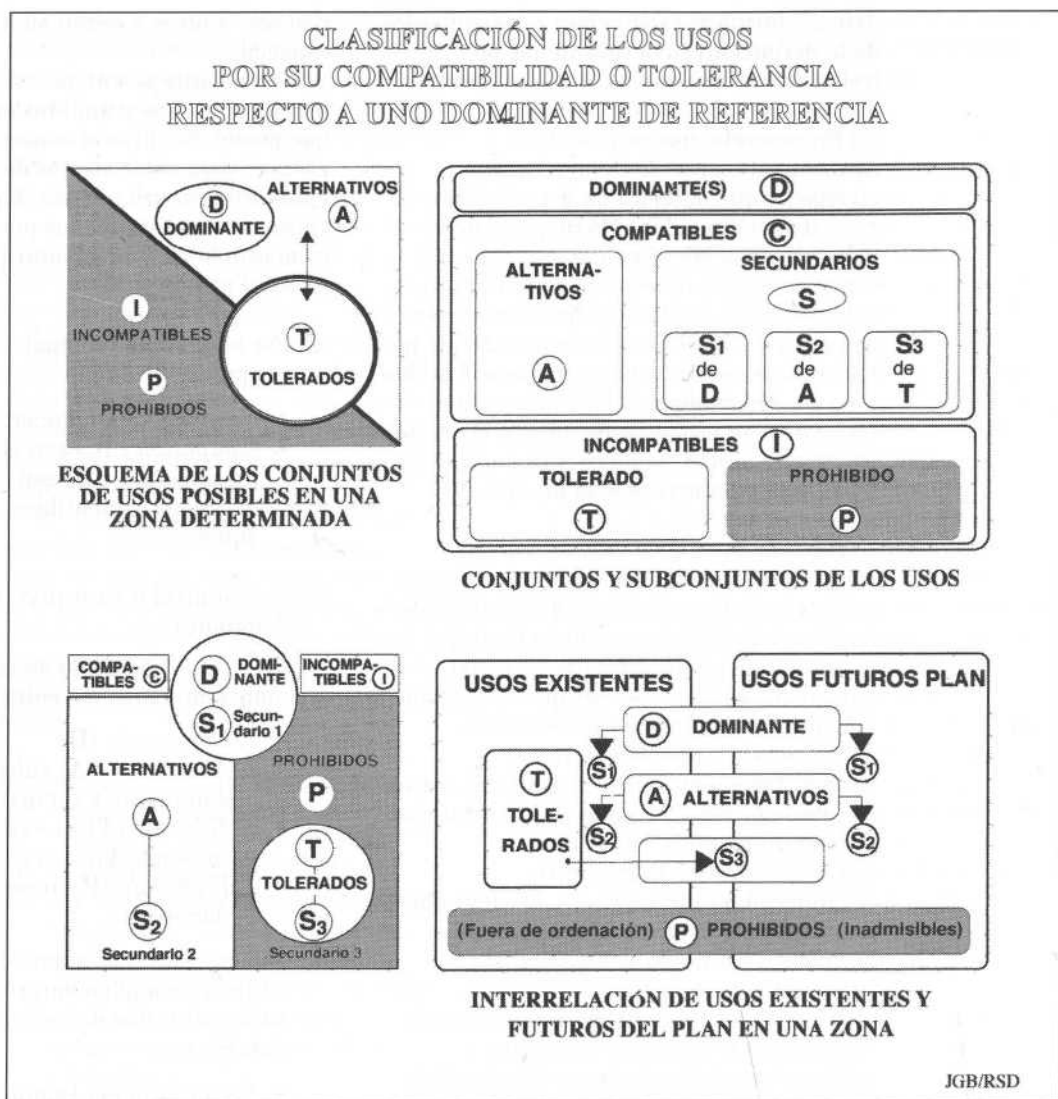 CLASIFICACIÓN DE LOS USOS
POR SU COMPATIBILIDAD O TOLERANCIA
RESPECTO A UNO DOMINANTE DE REFERENCIA
D
DOMINANTE
ALTERNATIVOS
A
I
INCOMPATIBLES
P
PROHIBIDOS
T
TOLERADOS
ESQUEMA DE LOS CONJUNTOS
DE USOS POSIBLES EN UNA
ZONA DETERMINADA
DOMINANTE(S) D
COMPATIBLES C
ALTERNA-
TIVOS
A
SECUNDARIOS
S
S1
de
D
S2
de
A
S3
de
T
INCOMPATIBLES I
TOLERADO
T
PROHIBIDO
P
CONJUNTOS Y SUBCONJUNTOS DE LOS USOS
COMPA-
TIBLES C
D DOMI-
NANTE
S1 Secun-
dario 1
INCOMPA-
TIBLES I
ALTERNATIVOS
A
S2
Secundario 2
PROHIBIDOS
P
T
TOLERADOS
S3
Secundario 3
USOS EXISTENTES
USOS FUTUROS PLAN
D DOMINANTE
S1
S1
T
TOLE-
RADOS
A ALTERNATIVOS
S2
S2
S3
(Fuera de ordenación) P PROHIBIDOS (inadmisibles)
INTERRELACIÓN DE USOS EXISTENTES Y
FUTUROS DEL PLAN EN UNA ZONA
JGB/RSD